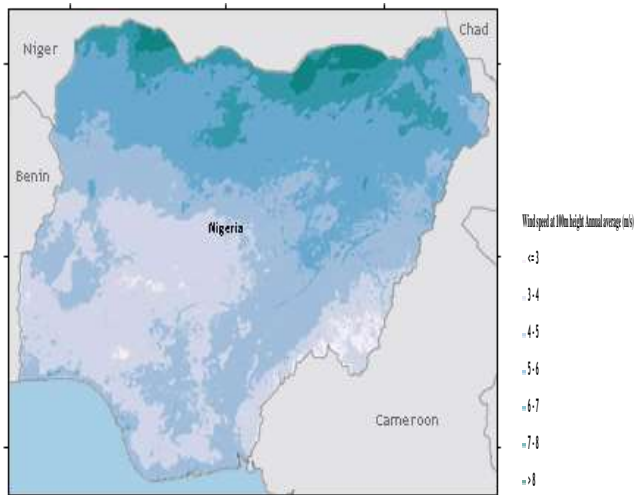 Chad
Niger
Benin
Nigeria
Cameroon
Wind speed at 100m height Annual average (m/s)
<= 3
3 - 4
4 - 5
5 - 6
6 - 7
7 - 8
> 8